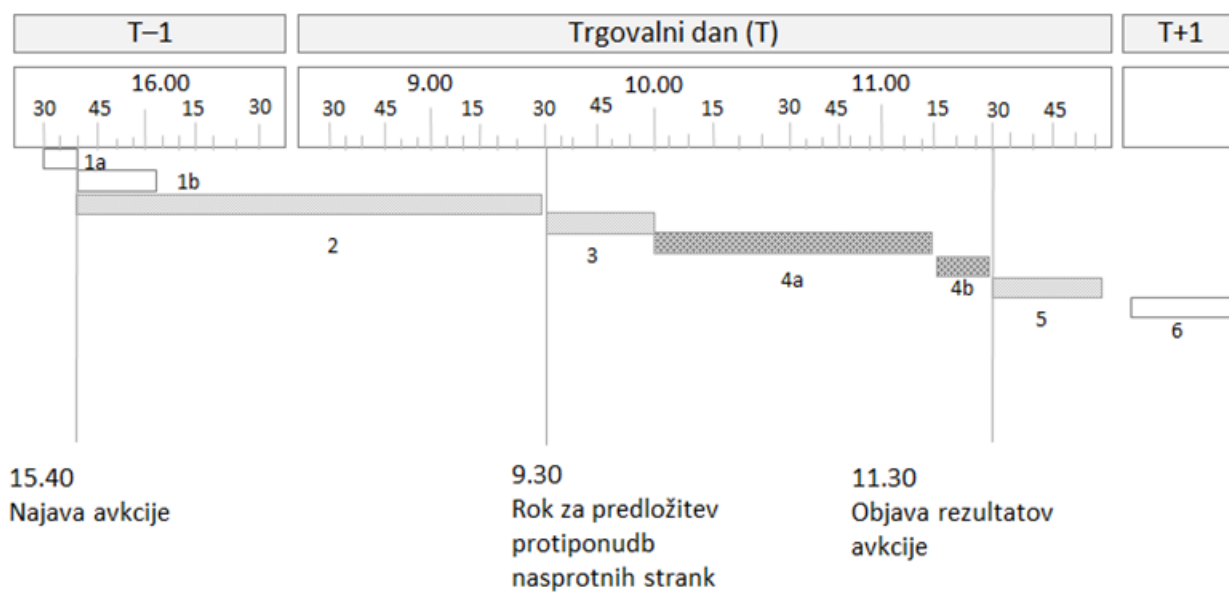 T–1 Trgovalni dan (T) T+1
16.00 9.00 10.00 11.00
30 45 15 30 30 45 15 30 45 15 30 45 15 30 45
1a
1b
2
3
4a
4b
5
6
15.40
Najava avkcije
9.30
Rok za predložitev
protiponudb
nasprotnih strank
11.30
Objava rezultatov
avkcije